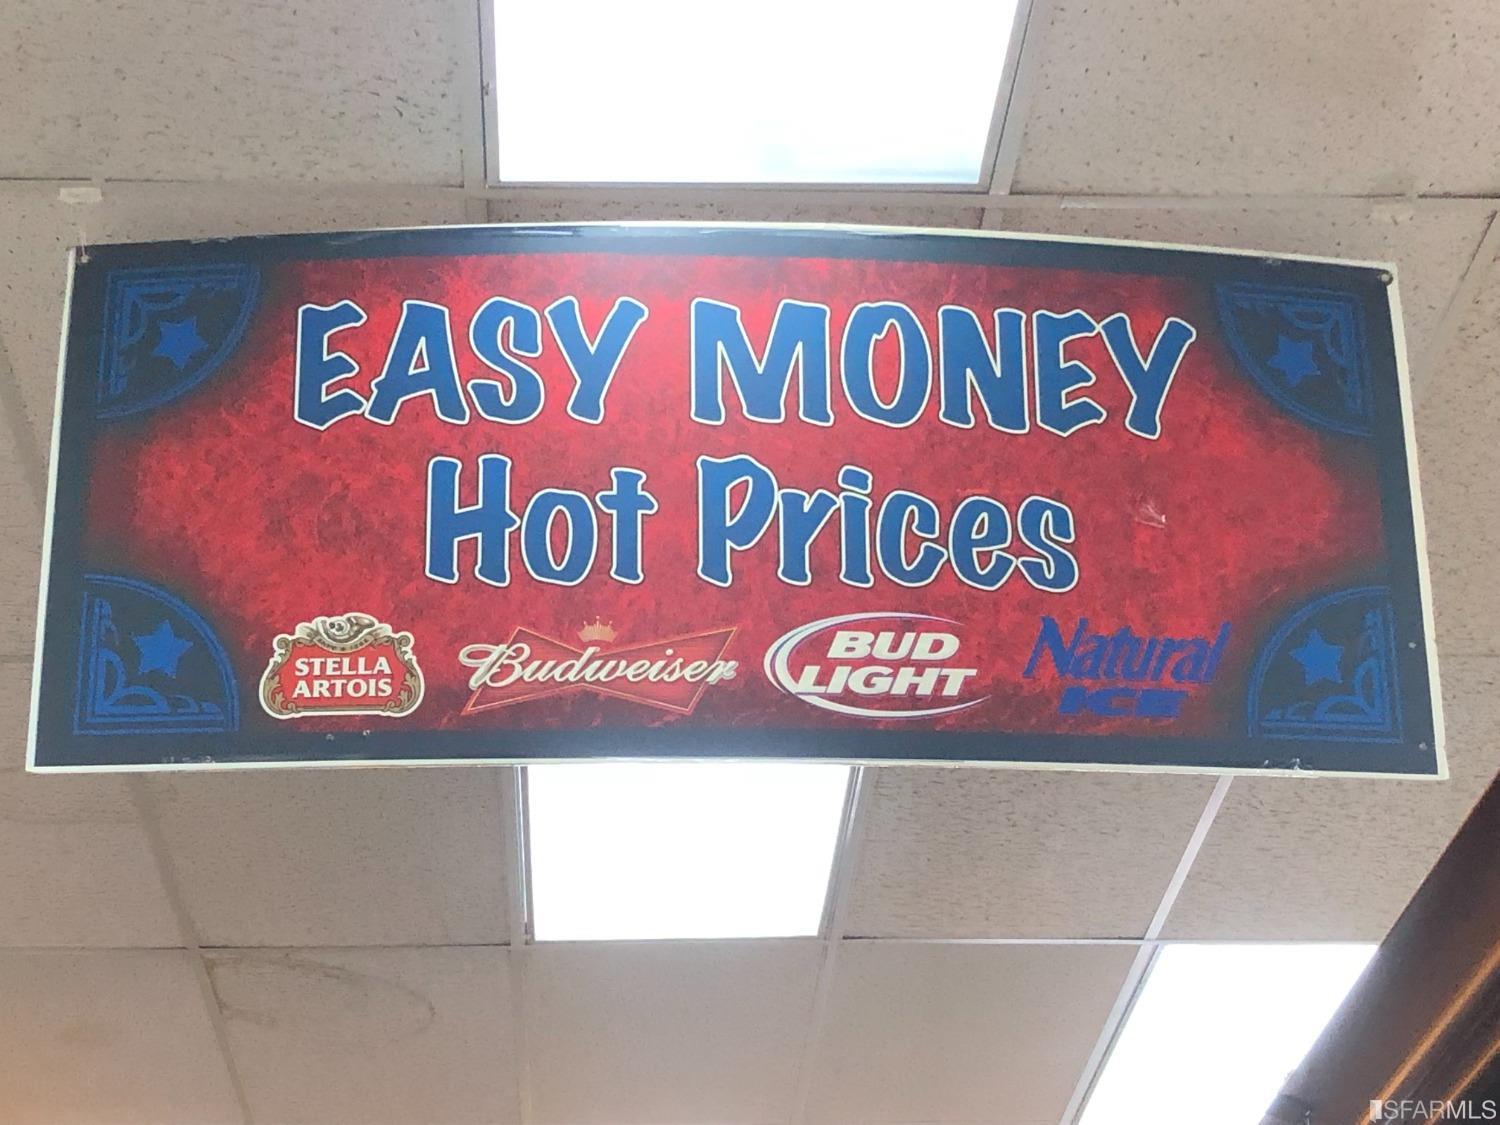 EASY MONEY
Hot Prices
STELLA
ARTOIS
Budweiser
BUD
LIGHT
Natural
ICE
SFARMLS